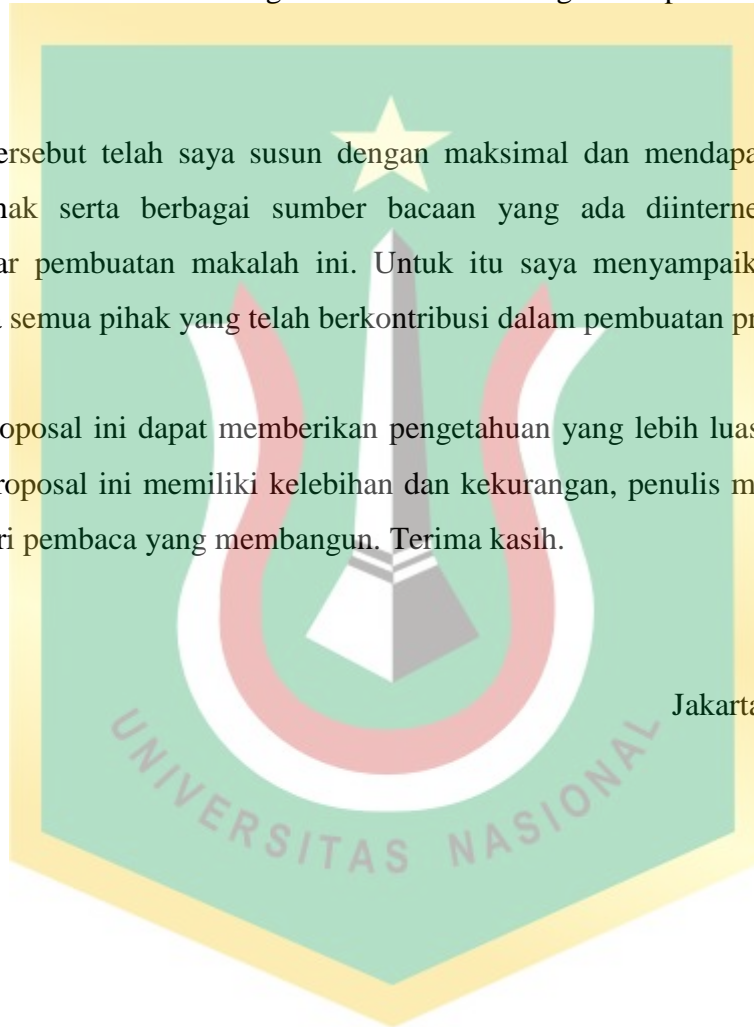 ersebut telah saya susun dengan maksimal dan mendapa
hak serta berbagai sumber bacaan yang ada diinterne
ar pembuatan makalah ini. Untuk itu saya menyampaik
a semua pihak yang telah berkontribusi dalam pembuatan pr
oposal ini dapat memberikan pengetahuan yang lebih luas
roposal ini memiliki kelebihan dan kekurangan, penulis m
ri pembaca yang membangun. Terima kasih.
Jakarta
UNIVERSITAS NASIONAL